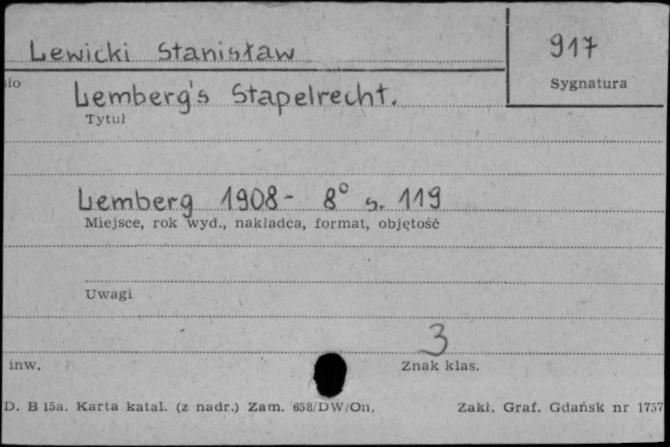 Lewicki Stanisław
917
Sygnatura
Lemberg's Stapelrecht.
Tytuł
Lemberg 1908- 8° s. 119
Miejsce, rok wyd., nakładca, format, objętość
Uwagi
3
inw. Znak klas.
D. B 15a. Karta katal. (z nadr.) Zam. 658/DW/On. Zakł. Graf. Gdańsk nr 1757